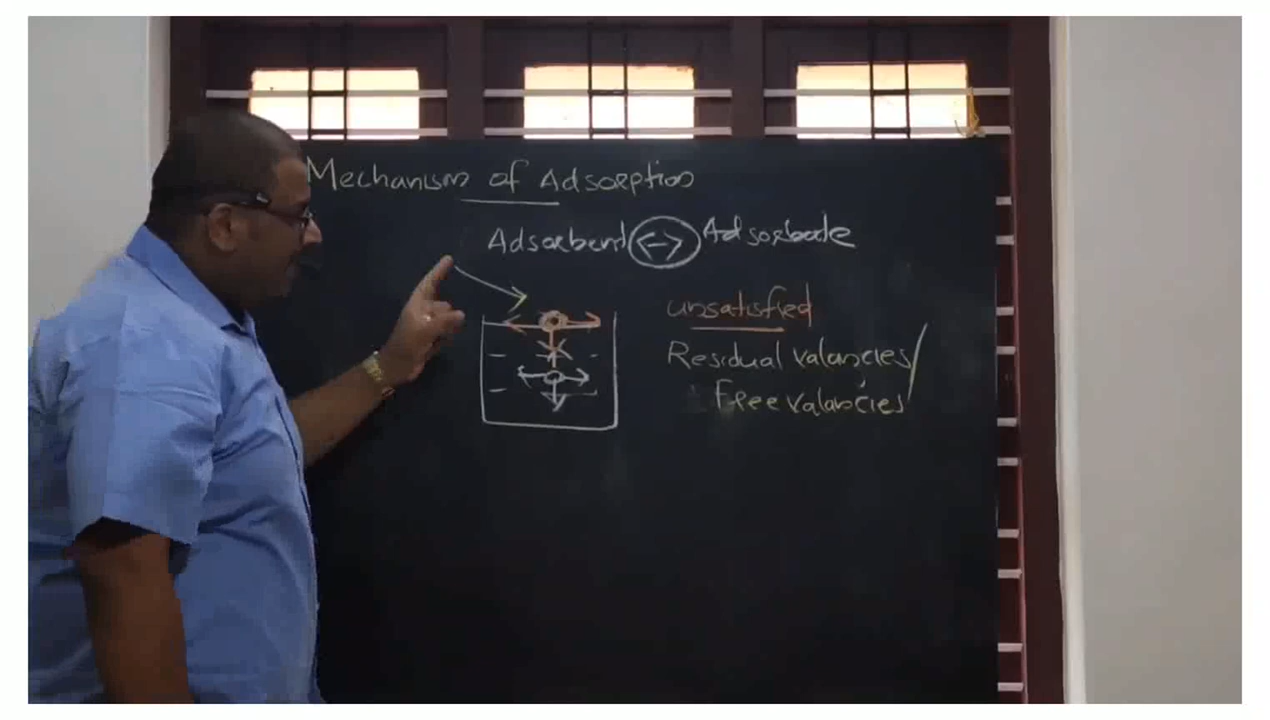 Mechanism of Adsorption
Adsorbent <-> Adsorbate
unsatisfied
Residual valancies/
Free valancies